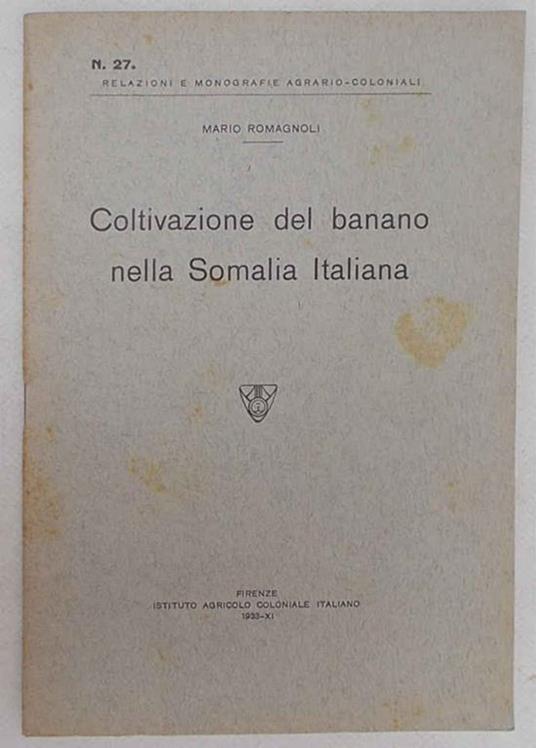 N. 27.
RELAZIONI E MONOGRAFIE AGRARIO-COLONIALI
MARIO ROMAGNOLI
Coltivazione del banano
nella Somalia Italiana
FIRENZE
ISTITUTO AGRICOLO COLONIALE ITALIANO
1933-XI